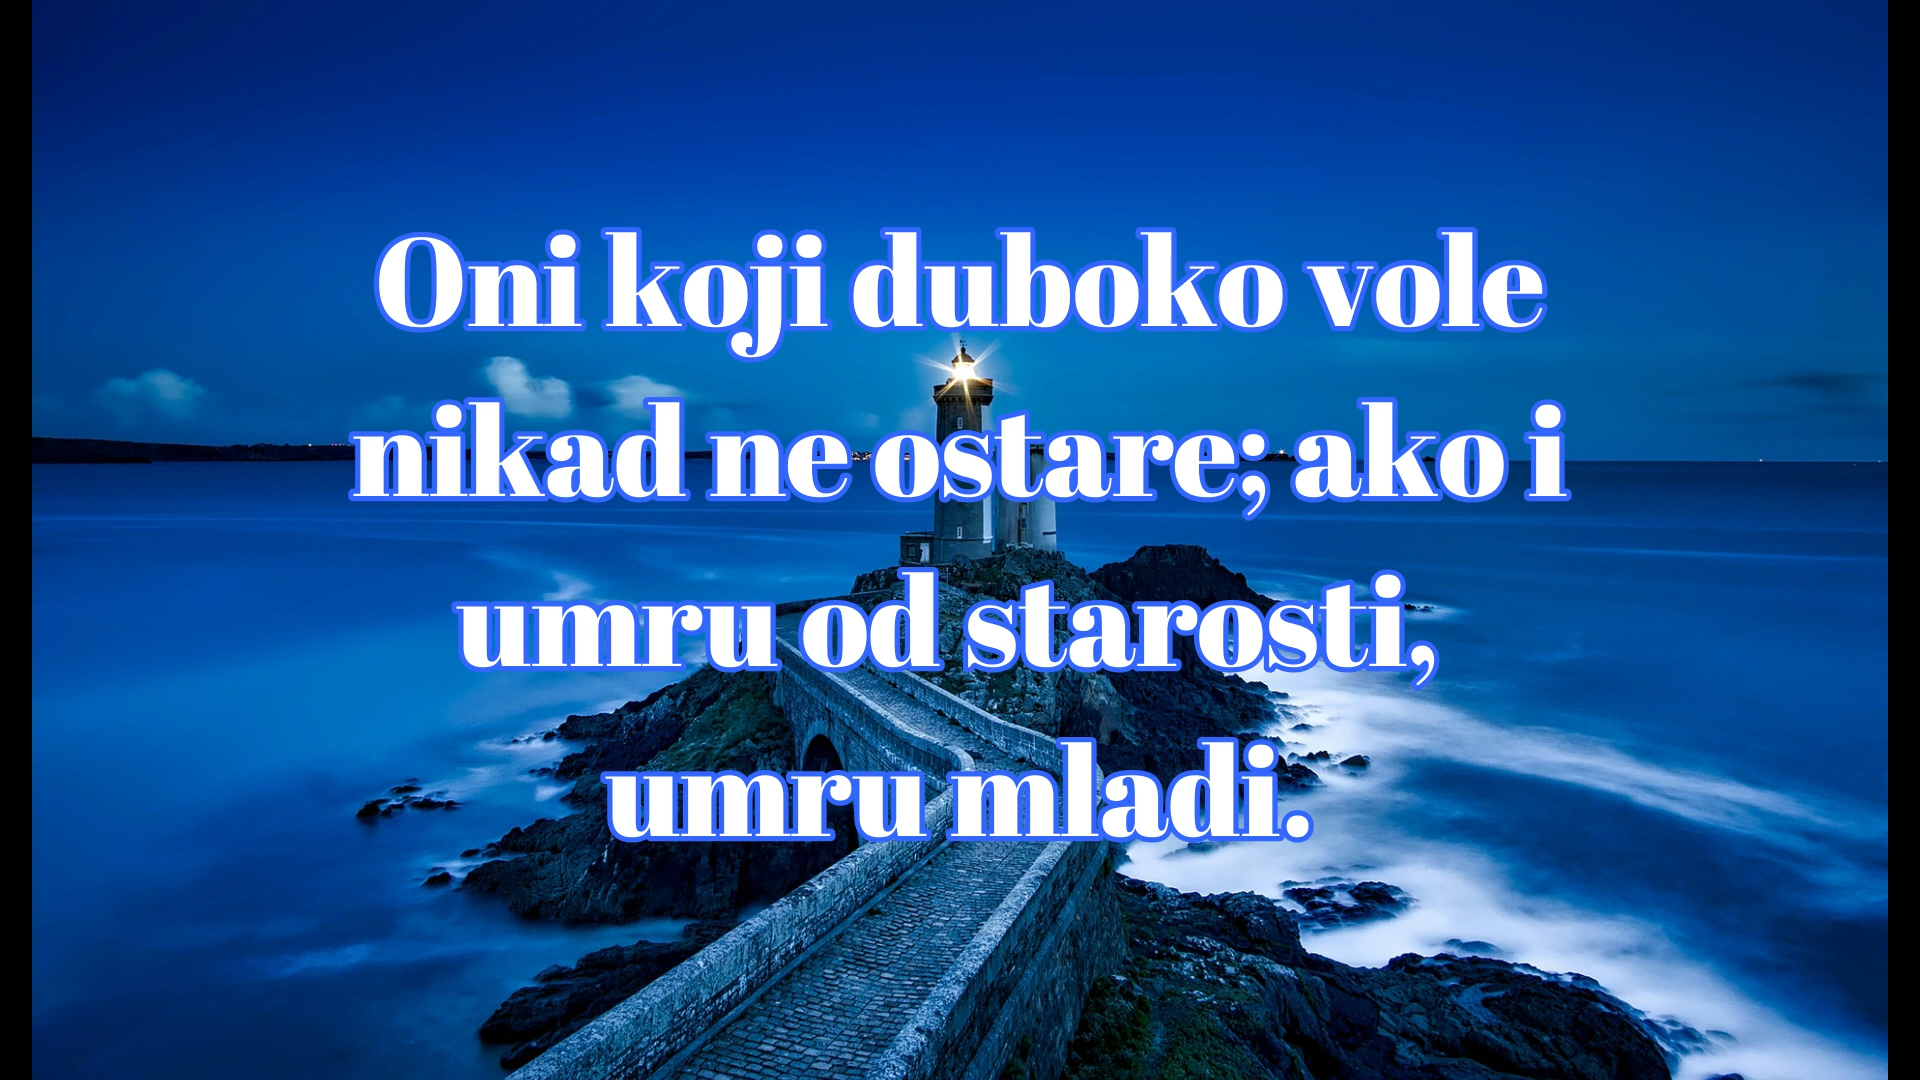 Oni koji duboko vole
nikad ne ostare; ako i
umru od starosti,
umru mladi.